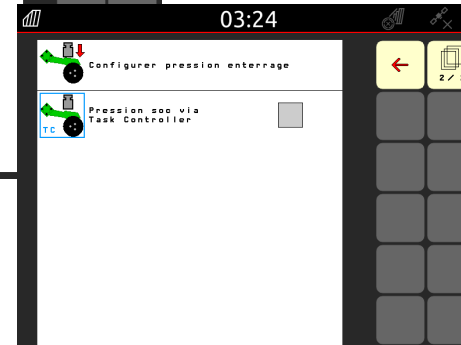 03:24
Configurer pression enterrage
2 /
Pression soc via
Task Controller
TC